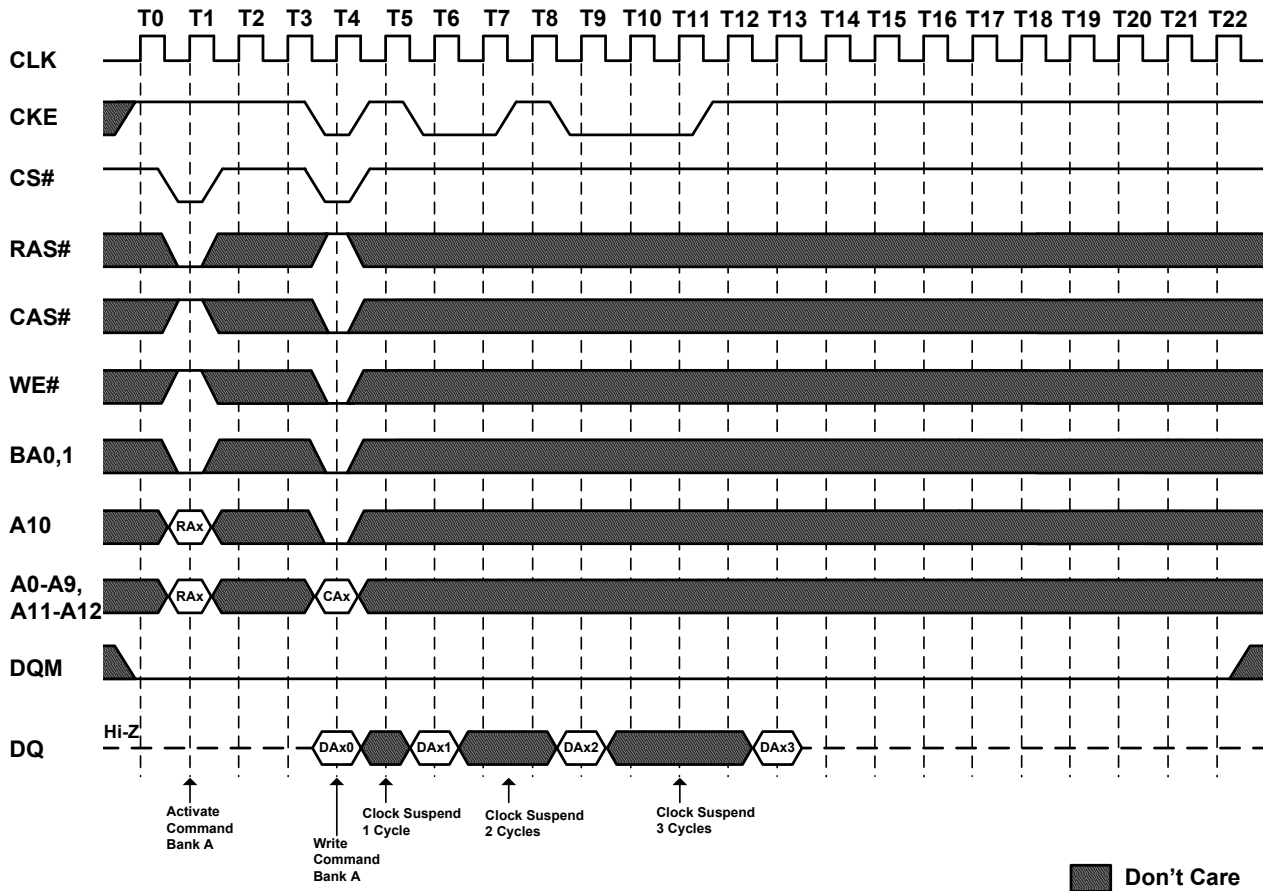 T0 T1 T2 T3 T4 T5 T6 T7 T8 T9 T10 T11 T12 T13 T14 T15 T16 T17 T18 T19 T20 T21 T22
CLK
CKE
CS#
RAS#
CAS#
WE#
BA0,1
A10 RAx
A0-A9,
A11-A12 RAx CAx
DQM
Hi-Z
DQ DAx0 DAx1 DAx2 DAx3
Activate
Command
Bank A
Write
Command
Bank A
Clock Suspend
1 Cycle
Clock Suspend
2 Cycles
Clock Suspend
3 Cycles
Don't Care